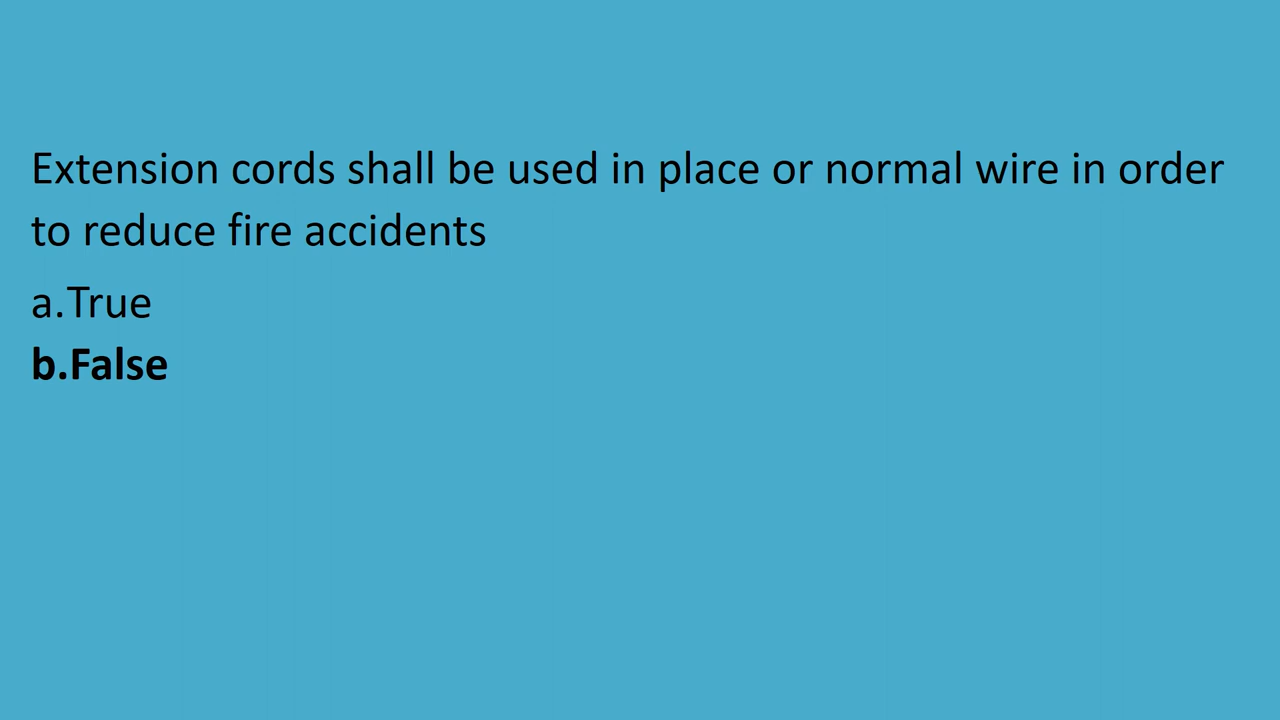 Extension cords shall be used in place or normal wire in order
to reduce fire accidents
a.True
b.False